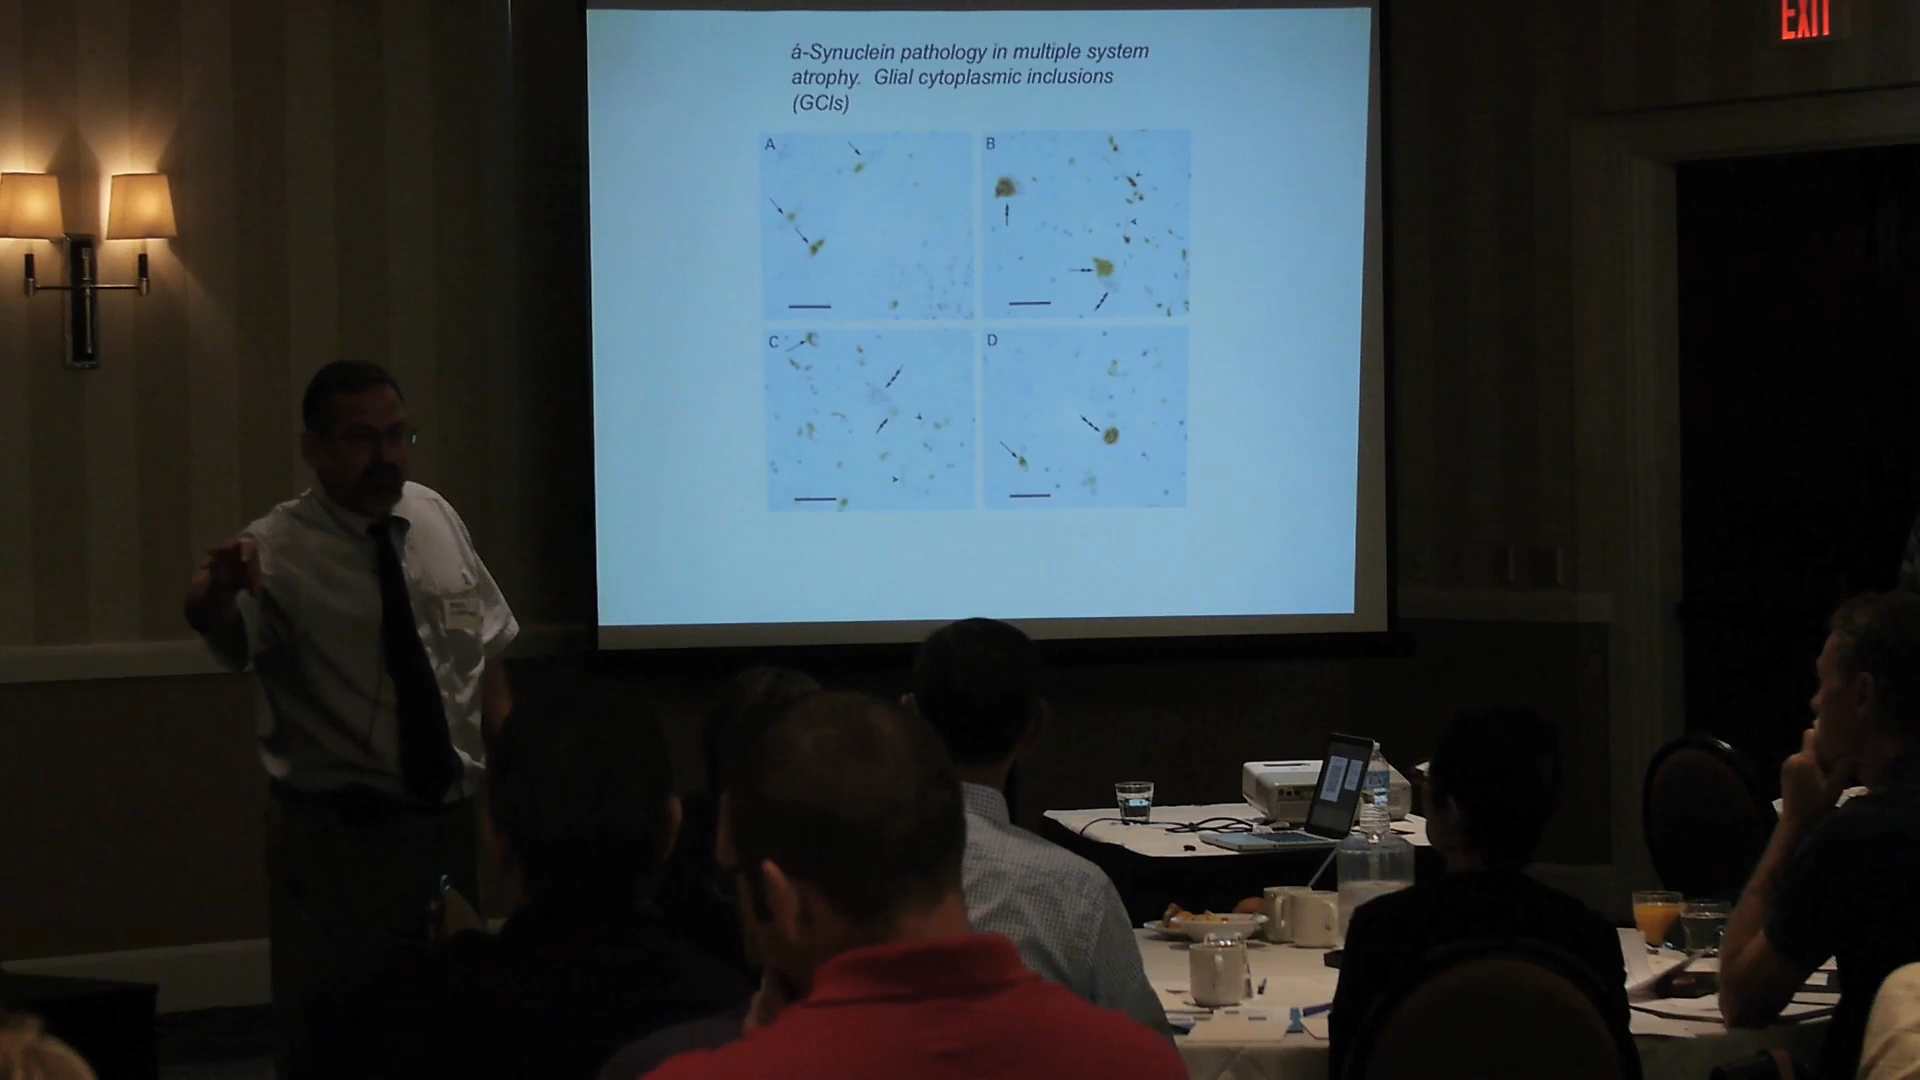 EXIT
á-Synuclein pathology in multiple system
atrophy. Glial cytoplasmic inclusions
(GCIs)
A
B
C
D